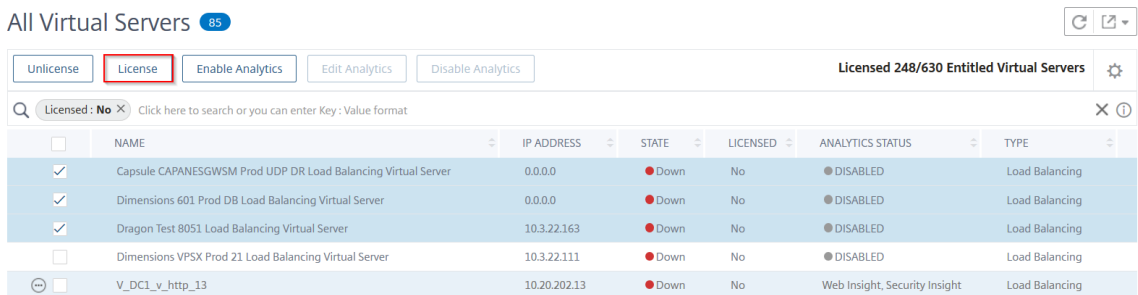 All Virtual Servers 85
Unlicense License Enable Analytics Edit Analytics Disable Analytics Licensed 248/630 Entitled Virtual Servers
Licensed : No × Click here to search or you can enter Key : Value format
NAME IP ADDRESS STATE LICENSED ANALYTICS STATUS TYPE
Capsule CAPANESGWSM Prod UDP DR Load Balancing Virtual Server 0.0.0.0 Down No DISABLED Load Balancing
Dimensions 601 Prod DB Load Balancing Virtual Server 0.0.0.0 Down No DISABLED Load Balancing
Dragon Test 8051 Load Balancing Virtual Server 10.3.22.163 Down No DISABLED Load Balancing
Dimensions VPSX Prod 21 Load Balancing Virtual Server 10.3.22.111 Down No DISABLED Load Balancing
V_DC1_v_http_13 10.20.202.13 Down No Web Insight, Security Insight Load Balancing